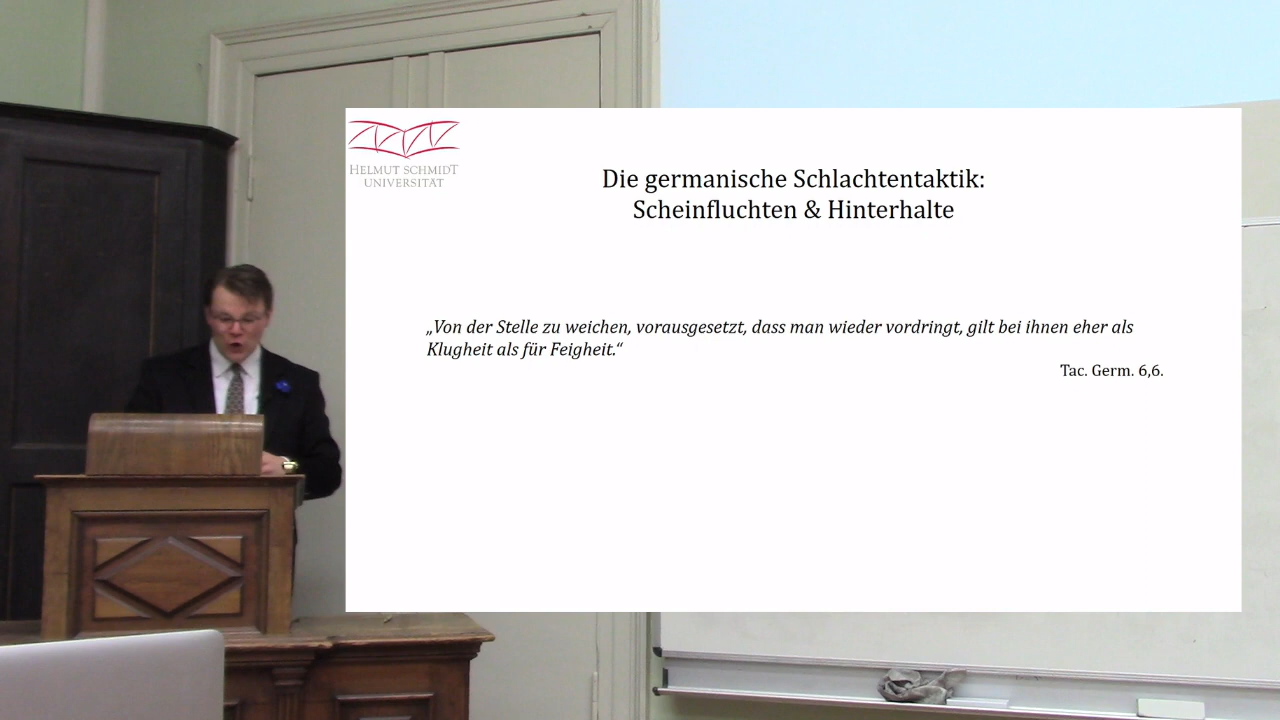 HELMUT SCHMIDT
UNIVERSITÄT
Die germanische Schlachtentaktik:
Scheinfluchten & Hinterhalte
„Von der Stelle zu weichen, vorausgesetzt, dass man wieder vordringt, gilt bei ihnen eher als
Klugheit als für Feigheit.“
Tac. Germ. 6,6.